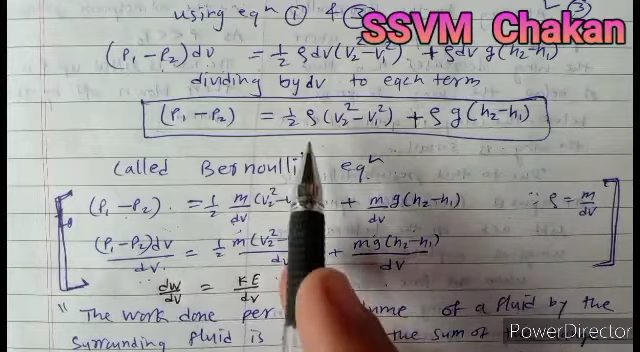 using eqⁿ ① & ③
SSVM Chakan
(P₁ - P₂) dv = ½ ρ dv (v₂² - v₁²) + ρ dv g (h₂ - h₁)
dividing by dv to each term
(P₁ - P₂) = ½ ρ (v₂² - v₁²) + ρ g (h₂ - h₁)
called Bernoulli eqⁿ
(P₁ - P₂) = ½ m/dv (v₂² - + m/dv g (h₂ - h₁) ∵ ρ = m/dv
(P₁ - P₂)dv/dv = ½ m (v₂² - + mg (h₂ - h₁)/dv
dw/dv = KE/dv
" The work done per of a fluid by the
surrounding fluid is the sum of
PowerDirector